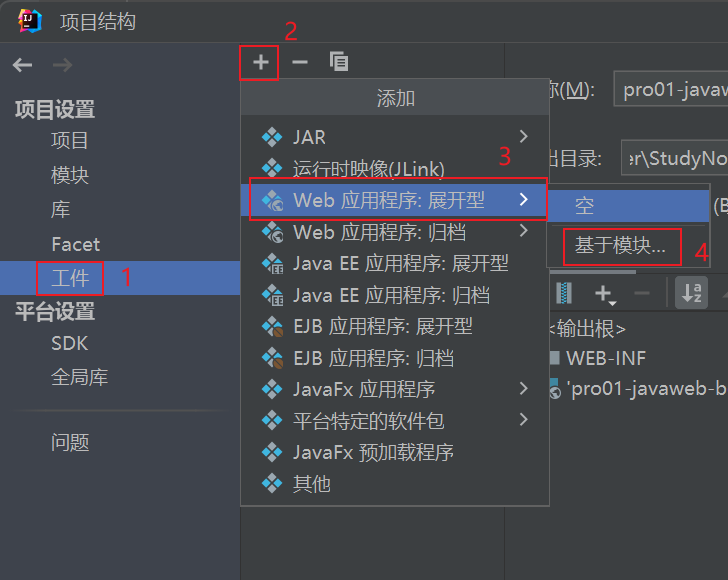 项目结构
2
项目设置
项目
模块
库
Facet
工件 1
平台设置
SDK
全局库
问题
添加
JAR
运行时映像(JLink) 3
Web 应用程序: 展开型
Web 应用程序: 归档
Java EE 应用程序: 展开型
Java EE 应用程序: 归档
EJB 应用程序: 展开型
EJB 应用程序: 归档
JavaFx 应用程序
平台特定的软件包
JavaFx 预加载程序
其他
空
基于模块... 4
称(M): pro01-javaw
出目录: er\StudyNo
(B
<输出根>
WEB-INF
'pro01-javaweb-b